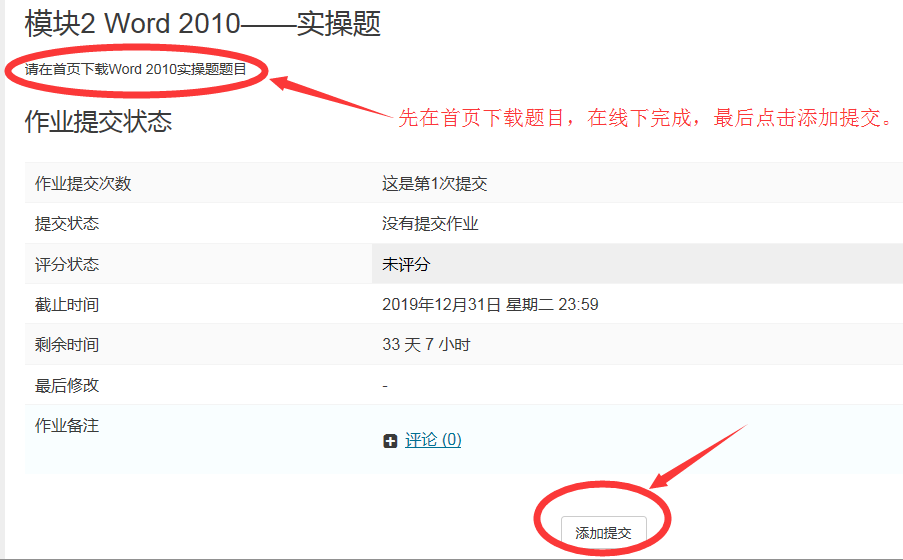 模块2 Word 2010——实操题
请在首页下载Word 2010实操题题目
先在首页下载题目，在线下完成，最后点击添加提交。
作业提交状态
作业提交次数 这是第1次提交
提交状态 没有提交作业
评分状态 未评分
截止时间 2019年12月31日 星期二 23:59
剩余时间 33 天 7 小时
最后修改 -
作业备注
评论 (0)
添加提交